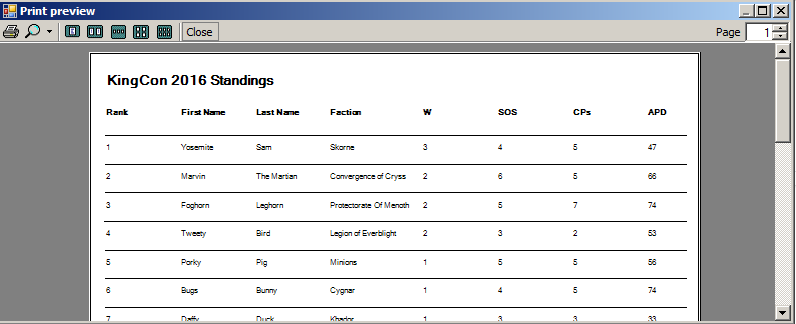 Print preview
Close Page 1
KingCon 2016 Standings
Rank First Name Last Name Faction W SOS CPs APD
1 Yosemite Sam Skorne 3 4 5 47
2 Marvin The Martian Convergence of Cryss 2 6 5 66
3 Foghorn Leghorn Protectorate Of Menoth 2 5 7 74
4 Tweety Bird Legion of Everblight 2 3 2 53
5 Porky Pig Minions 1 5 5 56
6 Bugs Bunny Cygnar 1 4 5 74
7 Daffy Duck Khador 1 3 3 33